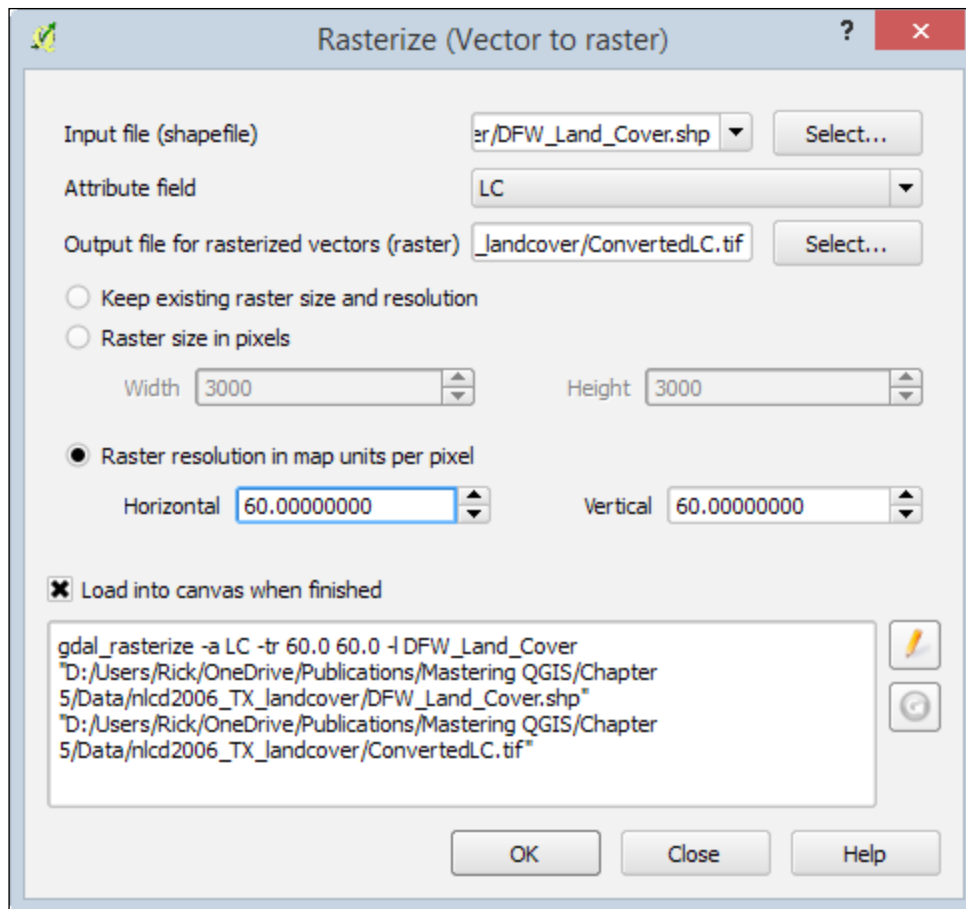 Rasterize (Vector to raster)
?
Input file (shapefile)
er/DFW_Land_Cover.shp
Select...
Attribute field
LC
Output file for rasterized vectors (raster)
_landcover/ConvertedLC.tif
Select...
Keep existing raster size and resolution
Raster size in pixels
Width
3000
Height
3000
Raster resolution in map units per pixel
Horizontal
60.00000000
Vertical
60.00000000
Load into canvas when finished
gdal_rasterize -a LC -tr 60.0 60.0 -l DFW_Land_Cover
"D:/Users/Rick/OneDrive/Publications/Mastering QGIS/Chapter
5/Data/nlcd2006_TX_landcover/DFW_Land_Cover.shp"
"D:/Users/Rick/OneDrive/Publications/Mastering QGIS/Chapter
5/Data/nlcd2006_TX_landcover/ConvertedLC.tif"
OK
Close
Help